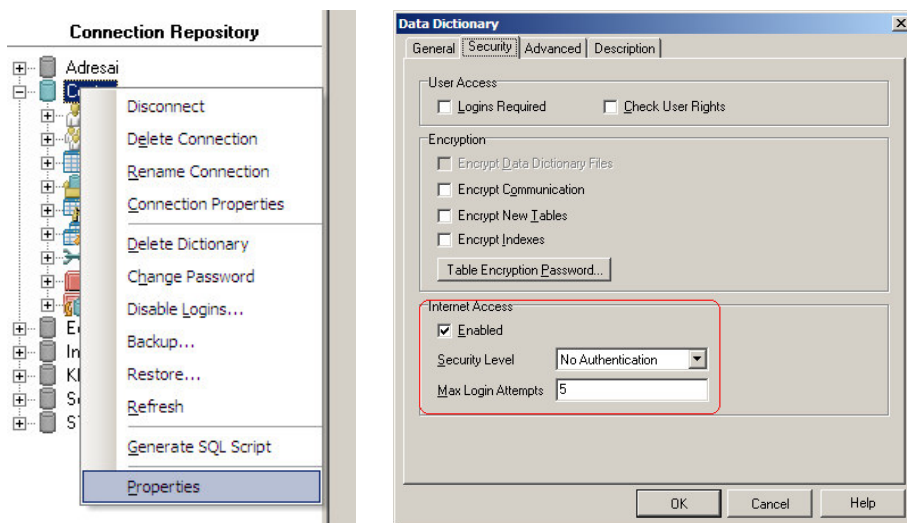 Connection Repository
Adresai
Disconnect
Delete Connection
Rename Connection
Connection Properties
Delete Dictionary
Change Password
Disable Logins...
Backup...
Restore...
Refresh
Generate SQL Script
Properties
Data Dictionary
General Security Advanced Description
User Access
Logins Required Check User Rights
Encryption
Encrypt Data Dictionary Files
Encrypt Communication
Encrypt New Tables
Encrypt Indexes
Table Encryption Password...
Internet Access
Enabled
Security Level No Authentication
Max Login Attempts 5
OK Cancel Help